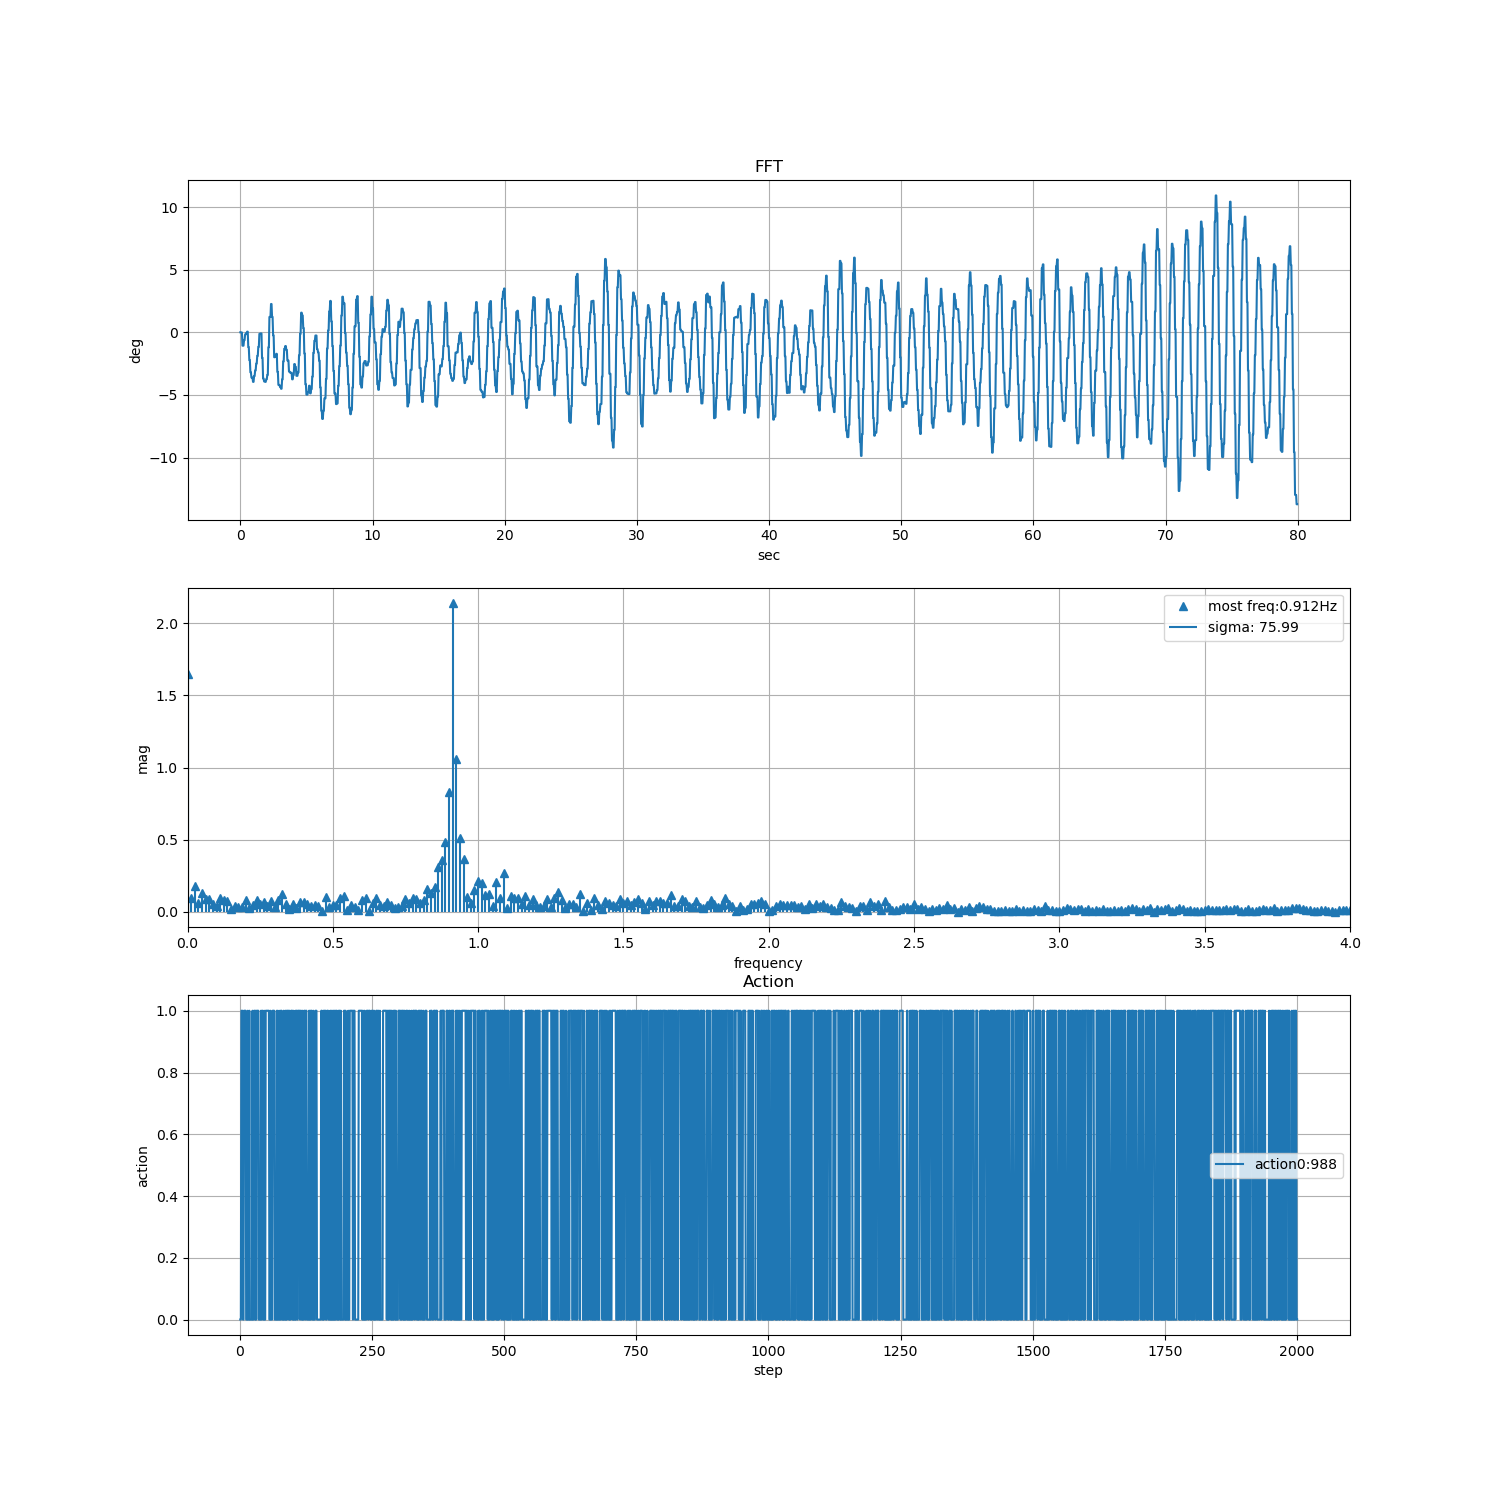 FFT
10
5
0
−5
−10
deg
0 10 20 30 40 50 60 70 80
sec
most freq:0.912Hz
sigma: 75.99
2.0
1.5
1.0
0.5
0.0
mag
0.0 0.5 1.0 1.5 2.0 2.5 3.0 3.5 4.0
frequency
Action
1.0
0.8
0.6
0.4
0.2
0.0
action
action0:988
0 250 500 750 1000 1250 1500 1750 2000
step